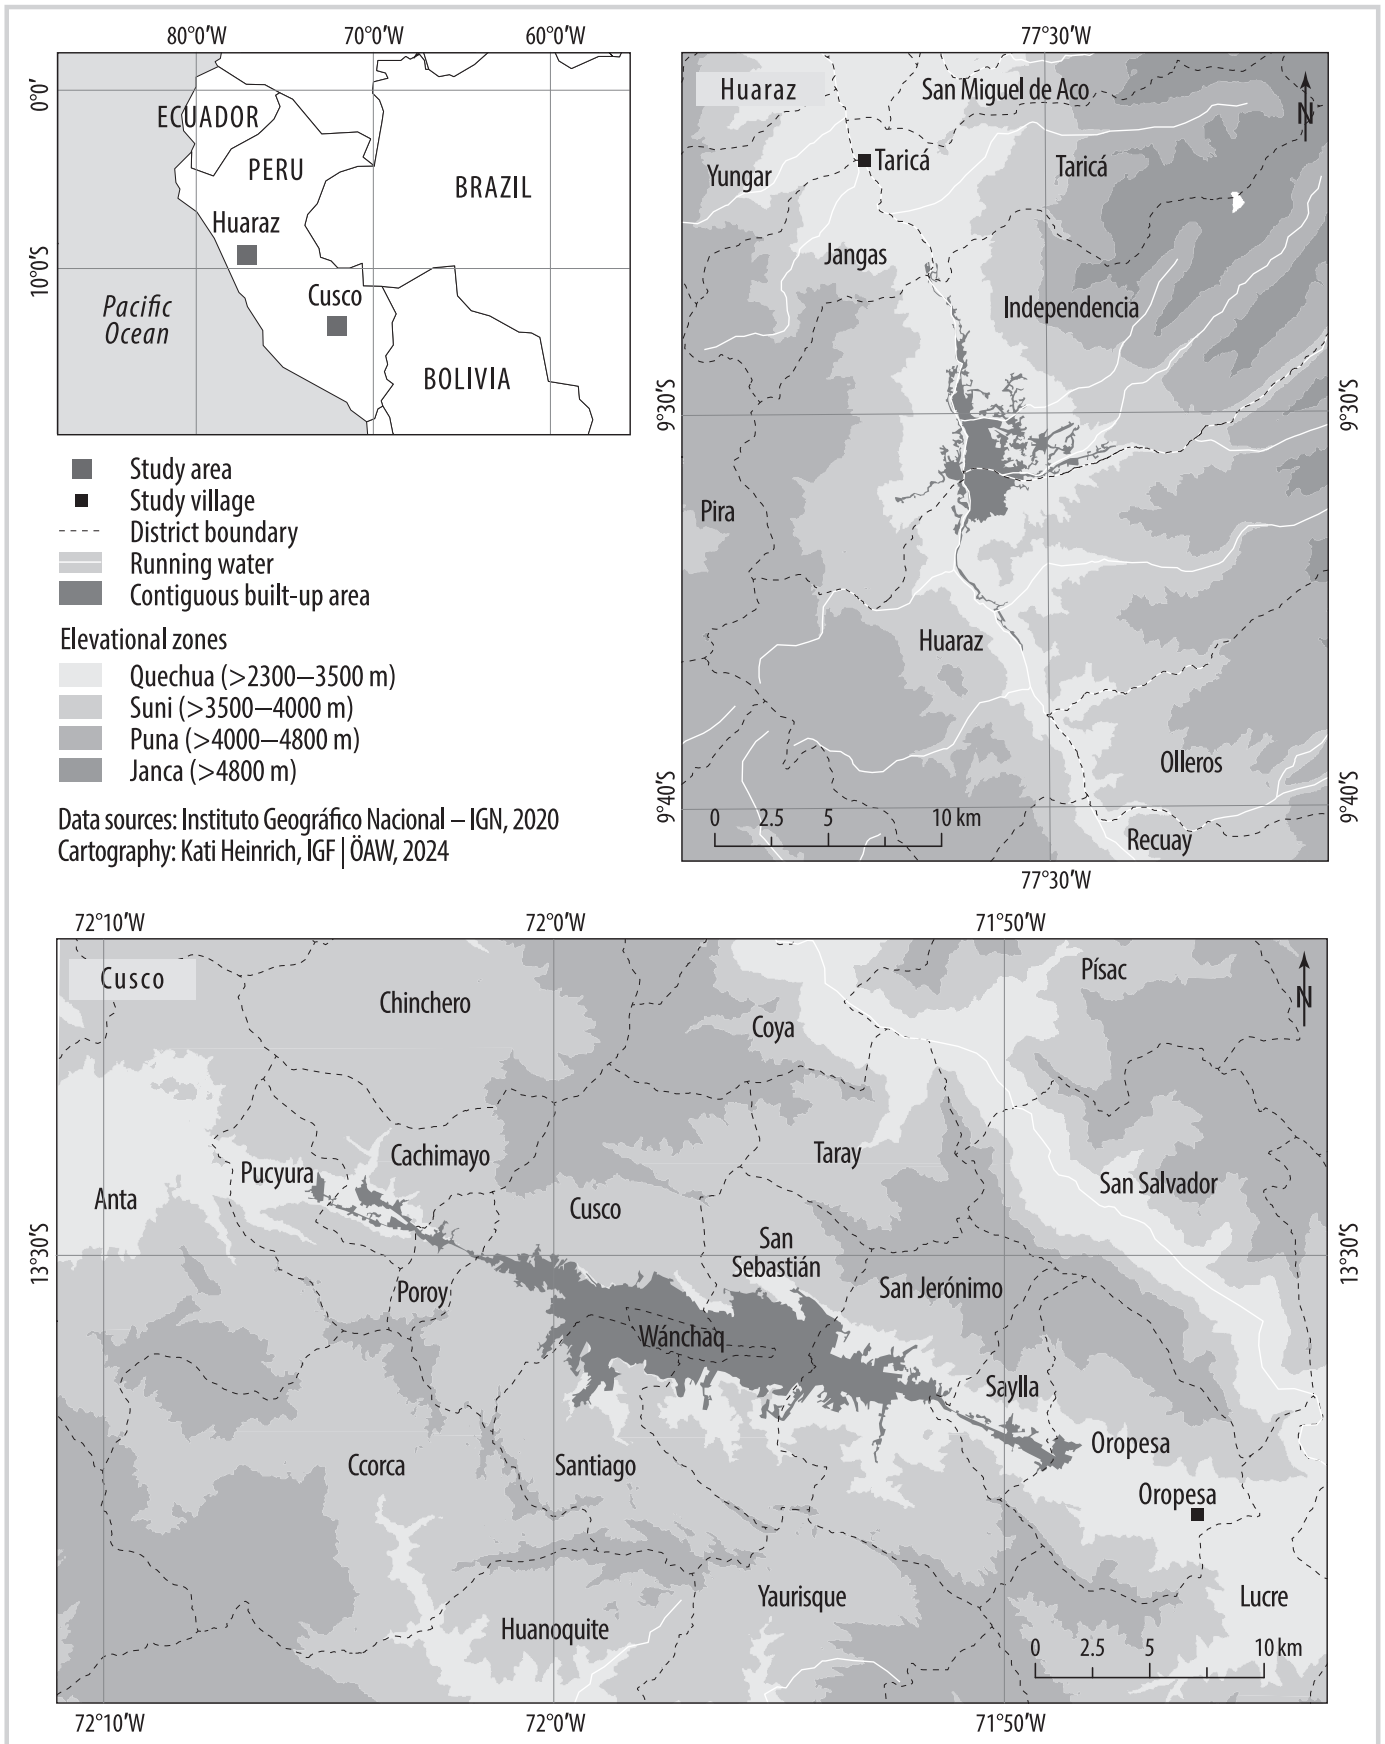 80°0'W 70°0'W 60°0'W
0°0'
10°0'S
ECUADOR
PERU
BRAZIL
Huaraz
Cusco
Pacific
Ocean
BOLIVIA
Study area
Study village
District boundary
Running water
Contiguous built-up area
Elevational zones
Quechua (>2300–3500 m)
Suni (>3500–4000 m)
Puna (>4000–4800 m)
Janca (>4800 m)
Data sources: Instituto Geográfico Nacional – IGN, 2020
Cartography: Kati Heinrich, IGF | ÖAW, 2024
77°30'W
Huaraz
San Miguel de Aco
N
Taricá
Taricá
Yungar
Jangas
Independencia
9°30'S
9°30'S
Pira
Huaraz
Olleros
9°40'S
9°40'S
0 2.5 5 10 km
Recuay
77°30'W
72°10'W 72°0'W 71°50'W
Cusco
Chinchero
Písac
N
Coya
Cachimayo
Taray
Pucyura
San Salvador
Anta
Cusco
13°30'S
13°30'S
San
Sebastián
San Jerónimo
Poroy
Wánchaq
Saylla
Oropesa
Ccorca
Santiago
Oropesa
Yaurisque
Lucre
Huanoquite
0 2.5 5 10 km
72°10'W 72°0'W 71°50'W